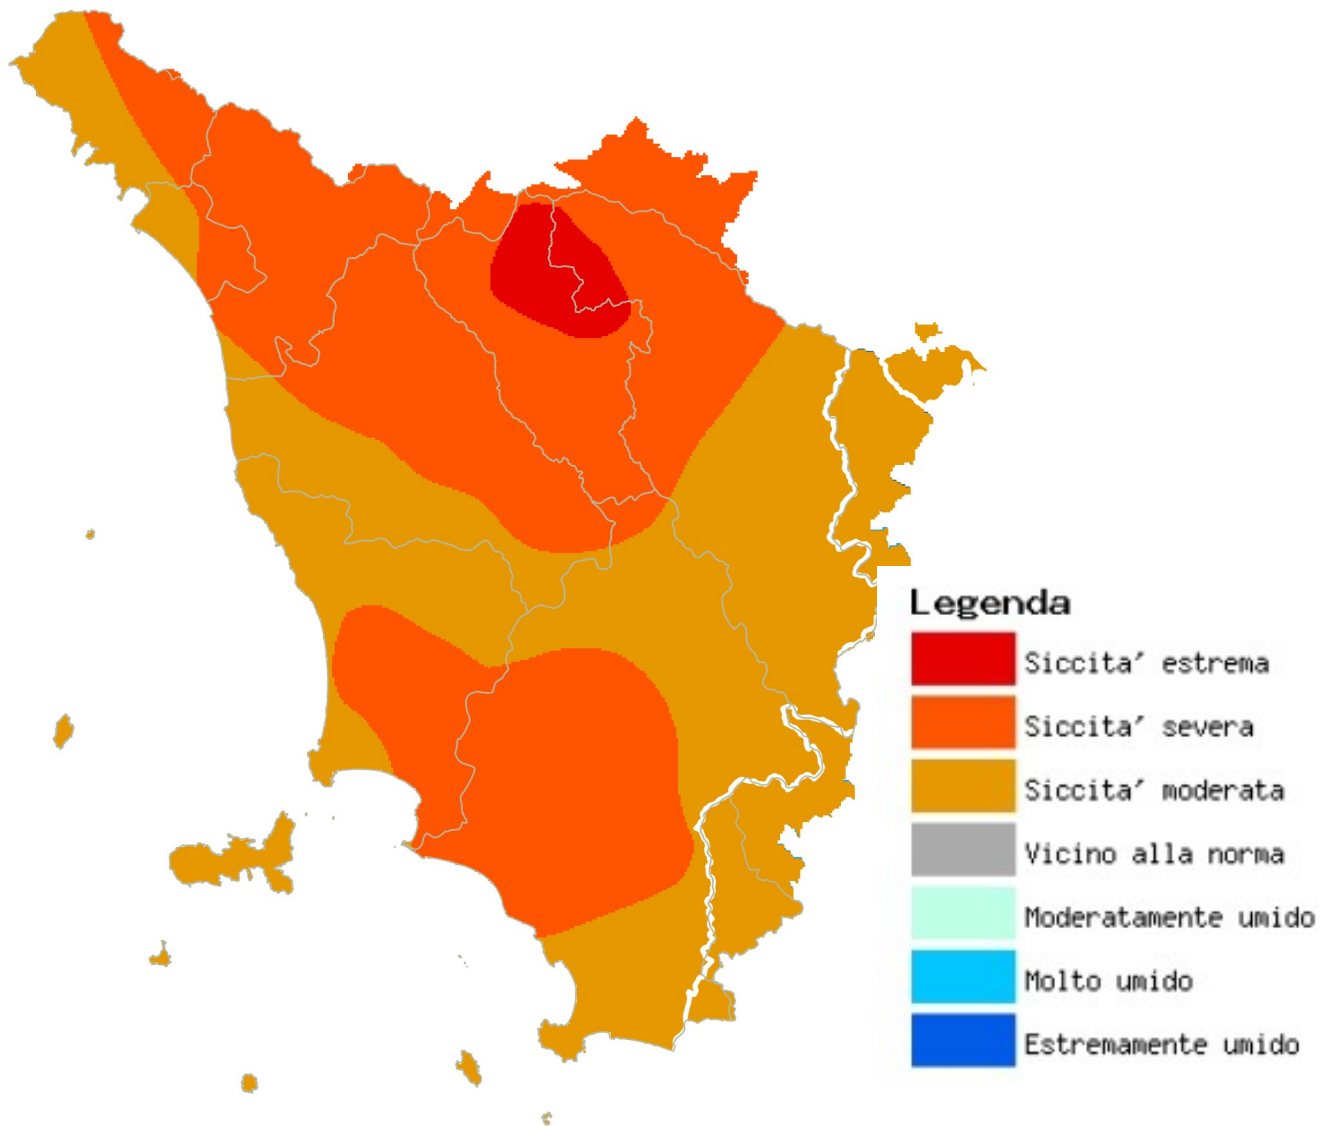 Legenda
Siccita' estrema
Siccita' severa
Siccita' moderata
Vicino alla norma
Moderatamente umido
Molto umido
Estremamente umido